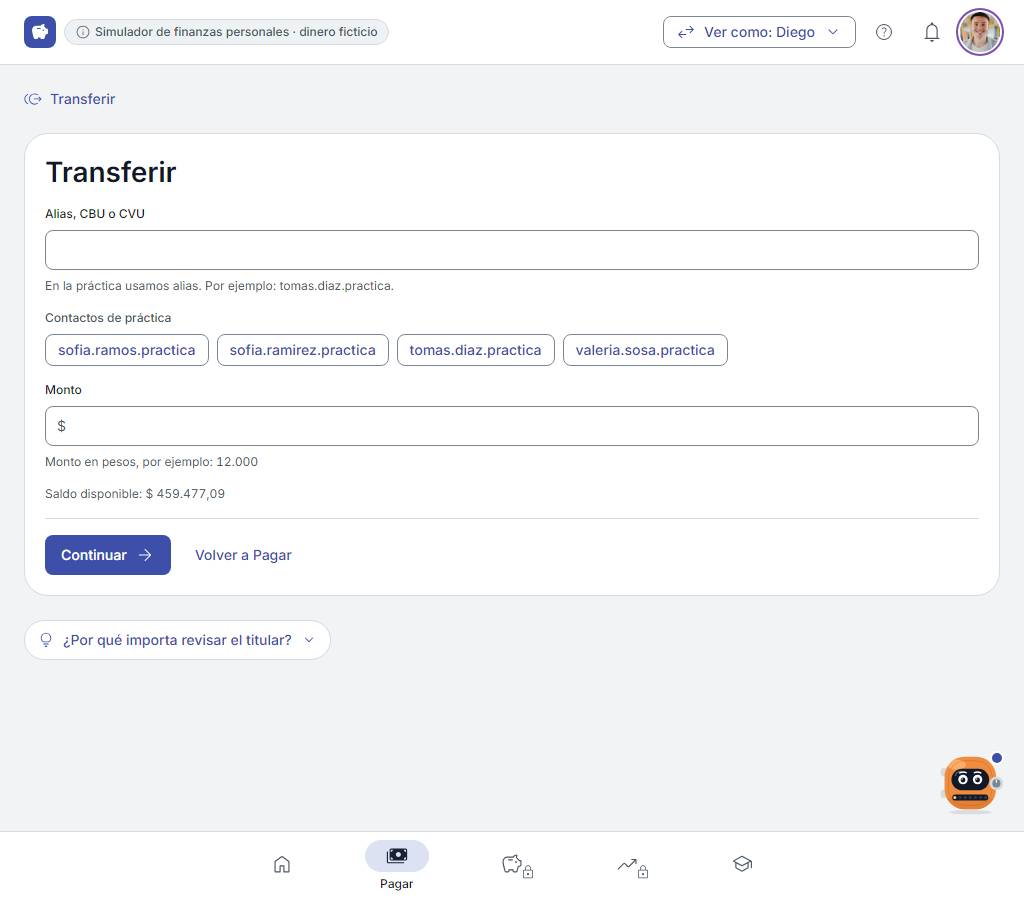 Simulador de finanzas personales · dinero ficticio
Ver como: Diego
Transferir
Transferir
Alias, CBU o CVU
En la práctica usamos alias. Por ejemplo: tomas.diaz.practica.
Contactos de práctica
sofia.ramos.practica
sofia.ramirez.practica
tomas.diaz.practica
valeria.sosa.practica
Monto
$
Monto en pesos, por ejemplo: 12.000
Saldo disponible: $ 459.477,09
Continuar
Volver a Pagar
¿Por qué importa revisar el titular?
Pagar